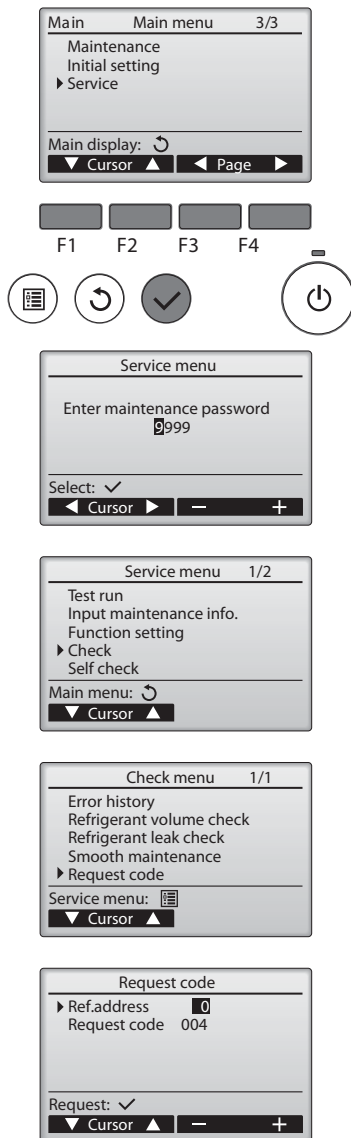 Main Main menu 3/3
Maintenance
Initial setting
Service
Main display:
Cursor Page
F1 F2 F3 F4
Service menu
Enter maintenance password
9999
Select:
Cursor − +
Service menu 1/2
Test run
Input maintenance info.
Function setting
Check
Self check
Main menu:
Cursor
Check menu 1/1
Error history
Refrigerant volume check
Refrigerant leak check
Smooth maintenance
Request code
Service menu:
Cursor
Request code
Ref.address 0
Request code 004
Request:
Cursor − +